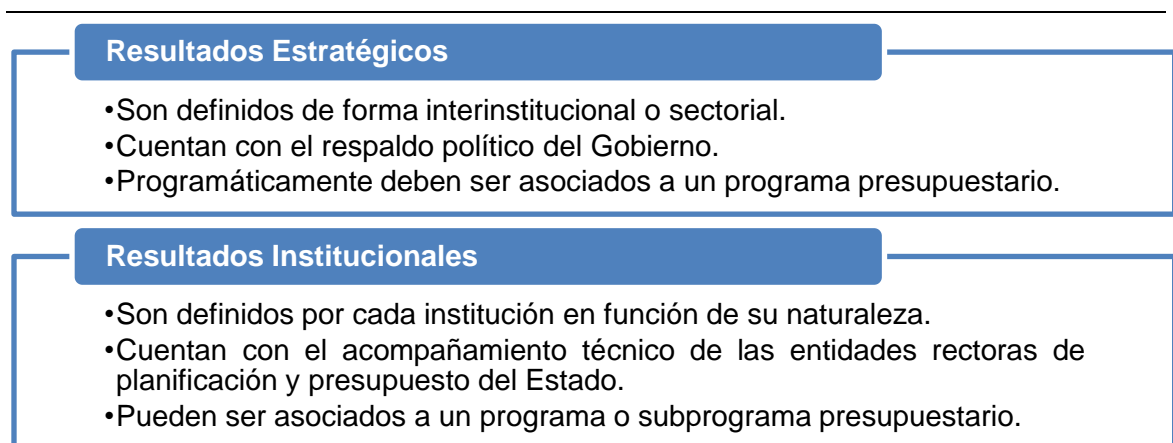 Resultados Estratégicos
•Son definidos de forma interinstitucional o sectorial.
•Cuentan con el respaldo político del Gobierno.
•Programáticamente deben ser asociados a un programa presupuestario.
Resultados Institucionales
•Son definidos por cada institución en función de su naturaleza.
•Cuentan con el acompañamiento técnico de las entidades rectoras de
planificación y presupuesto del Estado.
•Pueden ser asociados a un programa o subprograma presupuestario.